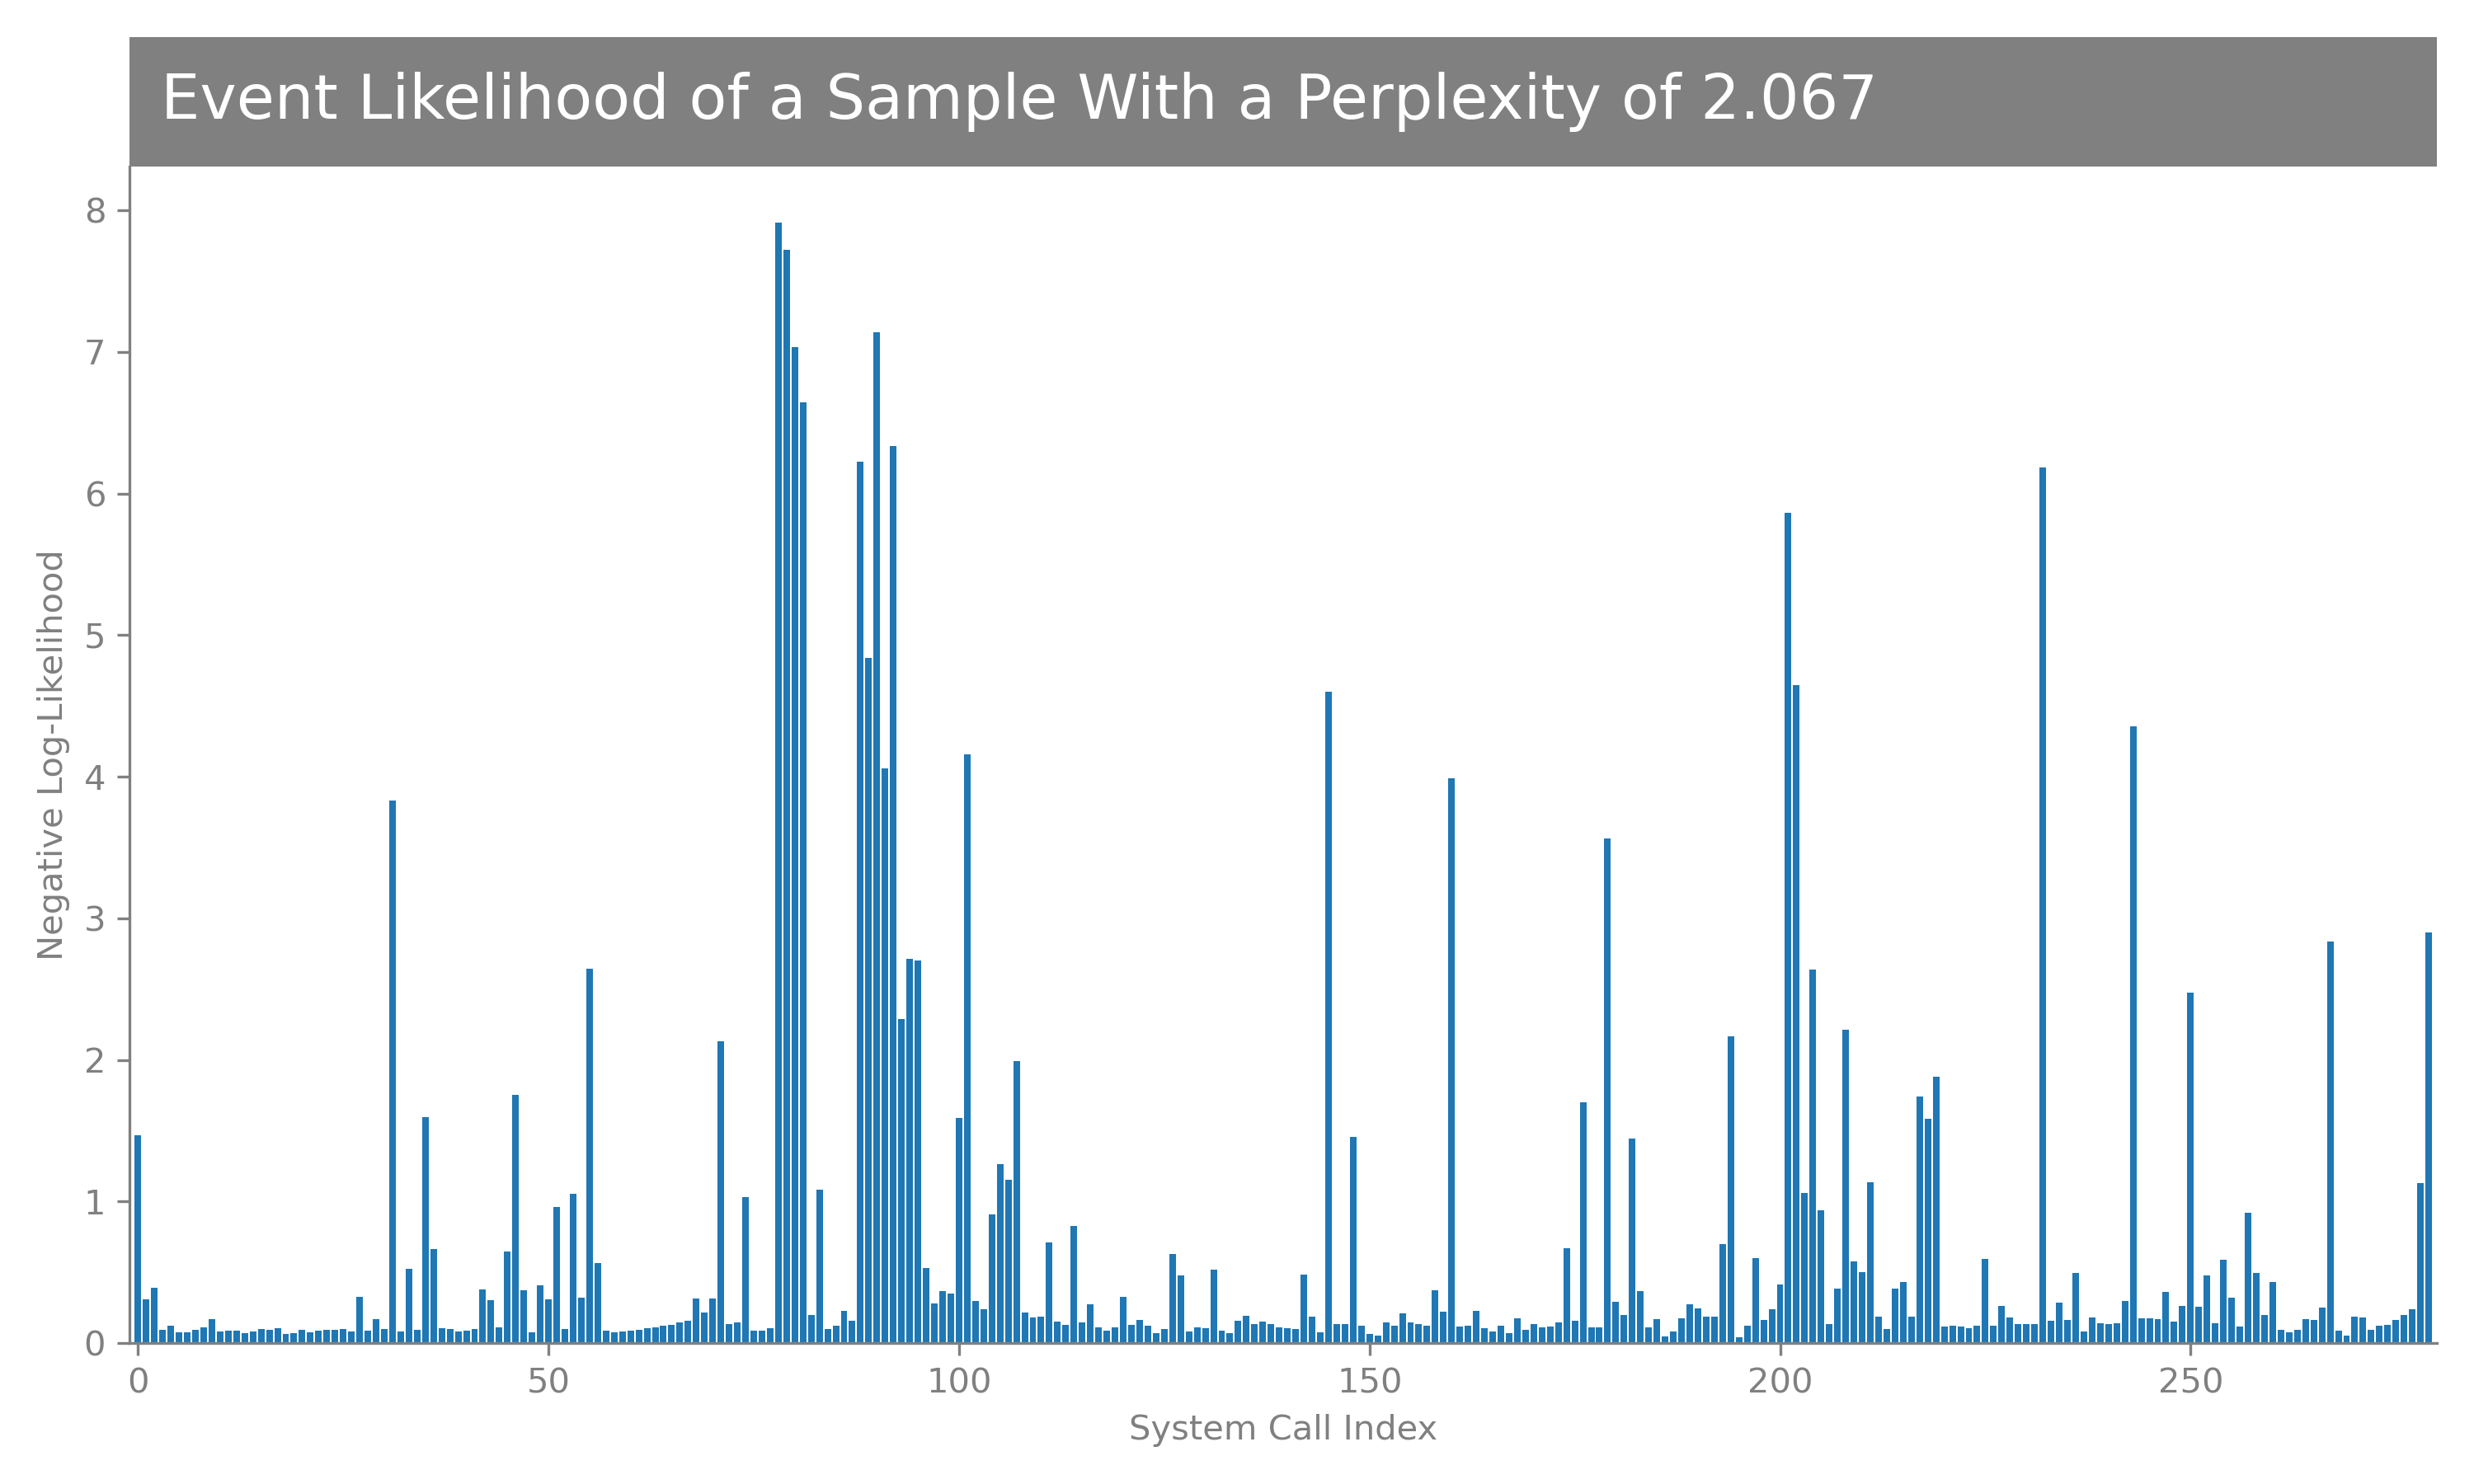 Event Likelihood of a Sample With a Perplexity of 2.067
8
7
6
5
4
3
2
1
0
Negative Log-Likelihood
0 50 100 150 200 250
System Call Index